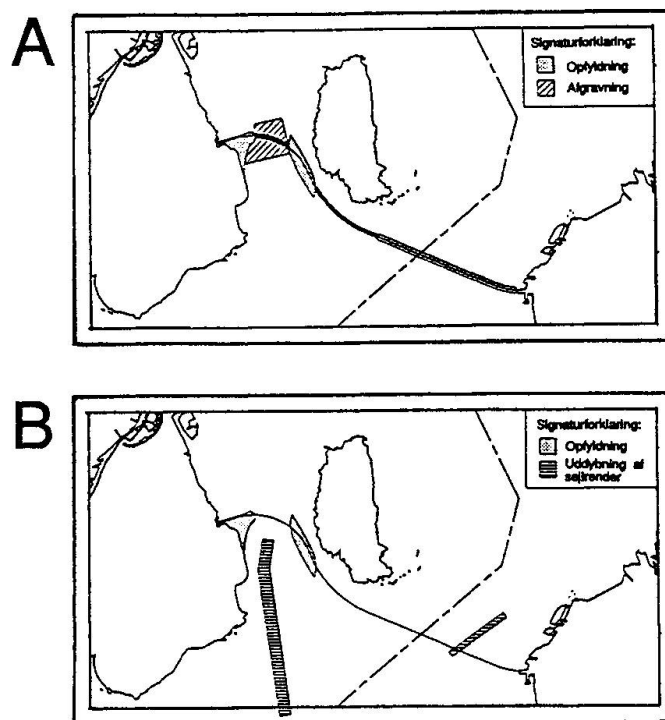 A
Signaturforklaring:
Opfyldning
Afgravning
B
Signaturforklaring:
Opfyldning
Uddybning af
sejlrender